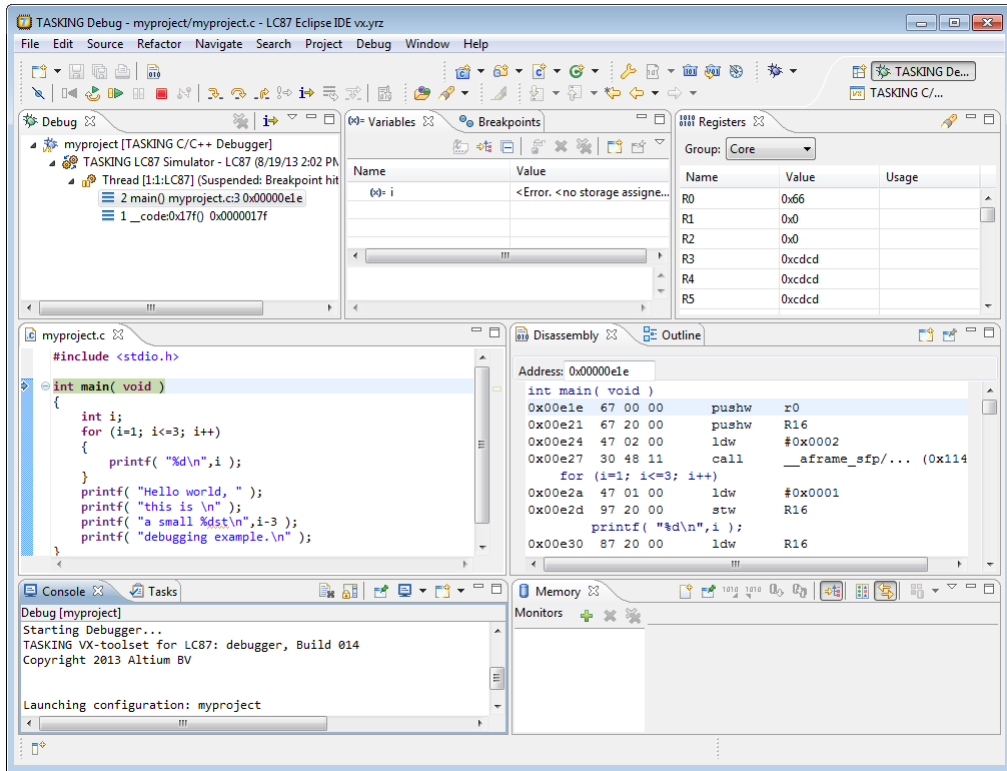 TASKING Debug - myproject/myproject.c - LC87 Eclipse IDE vx.yrz
File Edit Source Refactor Navigate Search Project Debug Window Help
TASKING De...
TASKING C/...
Debug
myproject [TASKING C/C++ Debugger]
TASKING LC87 Simulator - LC87 (8/19/13 2:02 PM
Thread [1:1:LC87] (Suspended: Breakpoint hit
2 main() myproject.c:3 0x00000e1e
1 __code:0x17f() 0x0000017f
(x)= Variables Breakpoints
Name Value
(x)= i <Error. <no storage assigne...
Registers
Group: Core
Name Value Usage
R0 0x66
R1 0x0
R2 0x0
R3 0xcdcd
R4 0xcdcd
R5 0xcdcd
myproject.c
#include <stdio.h>
int main( void )
{
int i;
for (i=1; i<=3; i++)
{
printf( "%d\n",i );
}
printf( "Hello world, " );
printf( "this is \n" );
printf( "a small %dst\n",i-3 );
printf( "debugging example.\n" );
}
Disassembly Outline
Address: 0x00000e1e
int main( void )
0x00e1e 67 00 00 pushw r0
0x00e21 67 20 00 pushw R16
0x00e24 47 02 00 ldw #0x0002
0x00e27 30 48 11 call __aframe_sfp/... (0x114
for (i=1; i<=3; i++)
0x00e2a 47 01 00 ldw #0x0001
0x00e2d 97 20 00 stw R16
printf( "%d\n",i );
0x00e30 87 20 00 ldw R16
Console Tasks
Debug [myproject]
Starting Debugger...
TASKING VX-toolset for LC87: debugger, Build 014
Copyright 2013 Altium BV
Launching configuration: myproject
Memory
Monitors